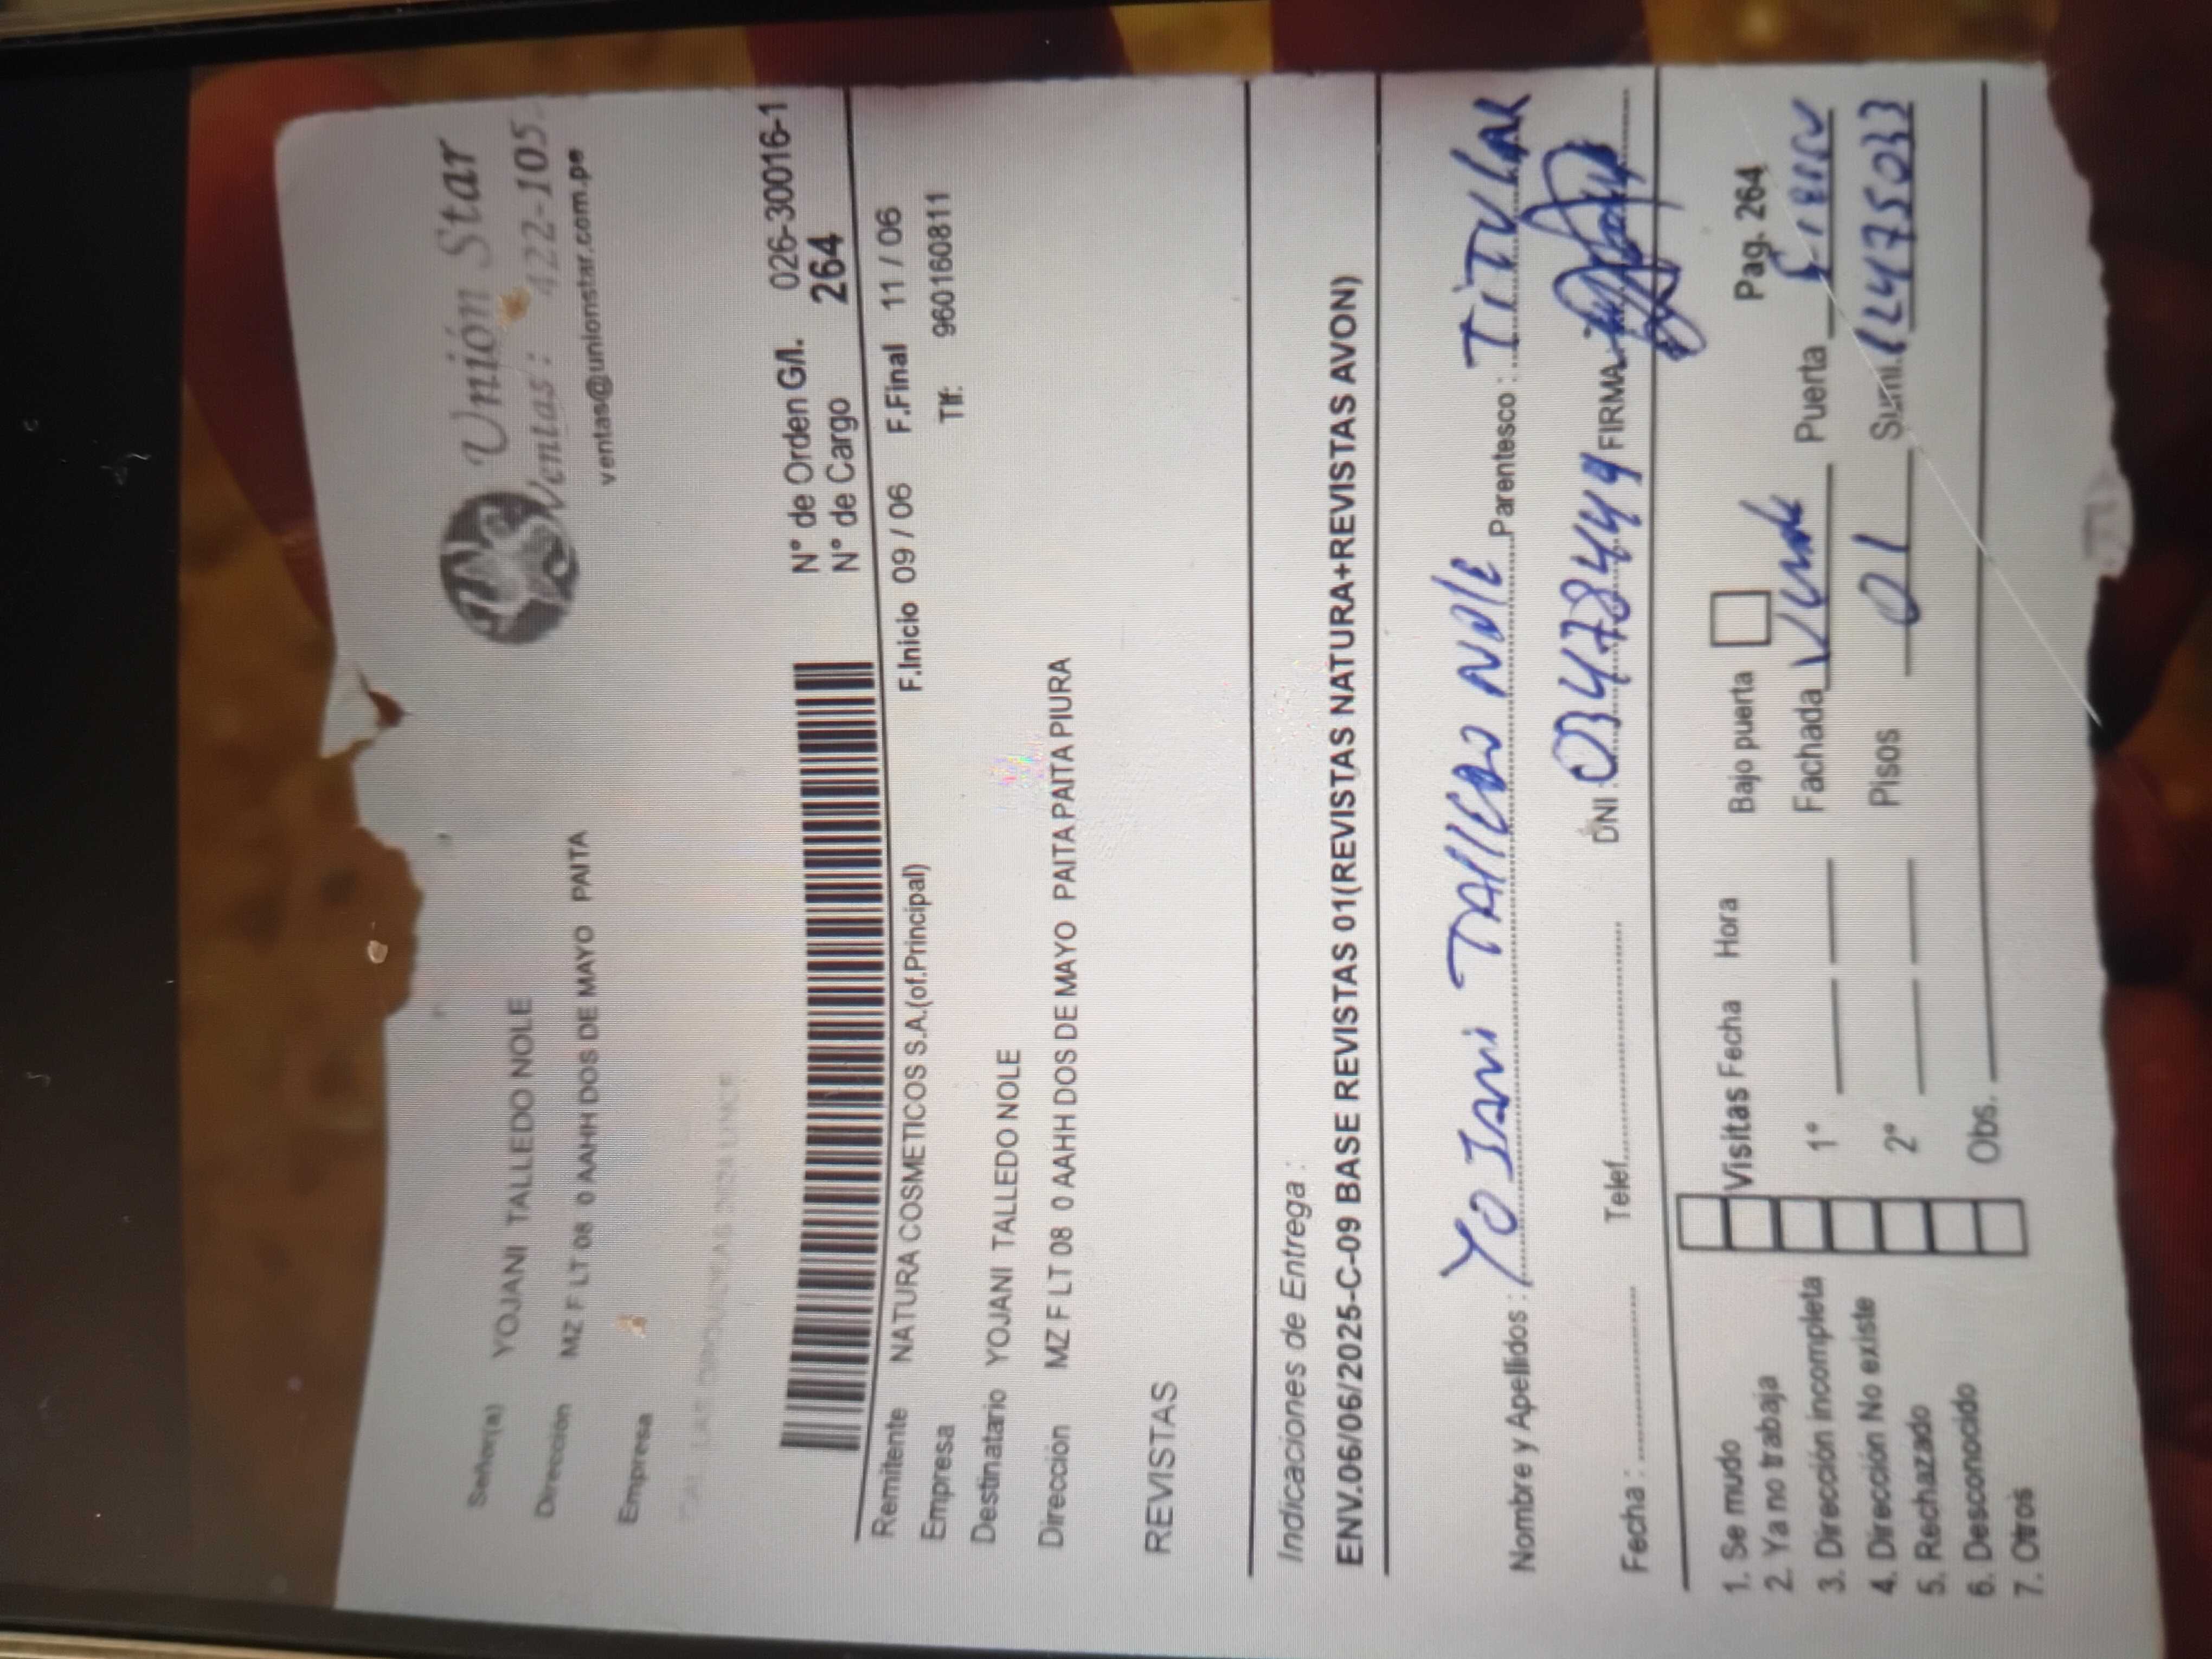 Unión Star
Ventas: 422-105
ventas@unionstar.com.pe
Señor(a) YOJANI TALLEDO NOLE
Dirección MZ F LT 08 0 AAHH DOS DE MAYO PAITA
Empresa
N° de Orden G/I. 026-30016-1
N° de Cargo 264
Remitente NATURA COSMETICOS S.A.(of.Principal) F.Inicio 09 / 06 F.Final 11 / 06
Empresa Tlf: 960160811
Destinatario YOJANI TALLEDO NOLE
Dirección MZ F LT 08 0 AAHH DOS DE MAYO PAITA PAITA PIURA
REVISTAS
Indicaciones de Entrega :
ENV.06/06/2025-C-09 BASE REVISTAS 01(REVISTAS NATURA+REVISTAS AVON)
Nombre y Apellidos : Yojani TAlledo Nole Parentesco : TiTULAR
Fecha : Telef. DNI : 03478444 FIRMA
1. Se mudo Visitas Fecha Hora Bajo puerta Pag. 264
2. Ya no trabaja
3. Dirección incompleta 1° Fachada Verde Puerta
4. Dirección No existe
5. Rechazado 2° Pisos 01 Sumi.
6. Desconocido
7. Otros Obs.